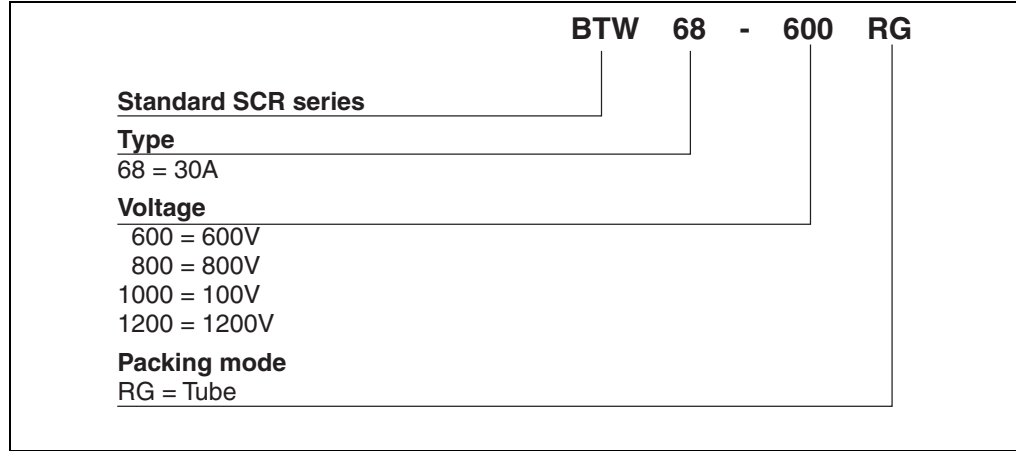 BTW 68 - 600 RG
Standard SCR series
Type
68 = 30A
Voltage
600 = 600V
800 = 800V
1000 = 100V
1200 = 1200V
Packing mode
RG = Tube